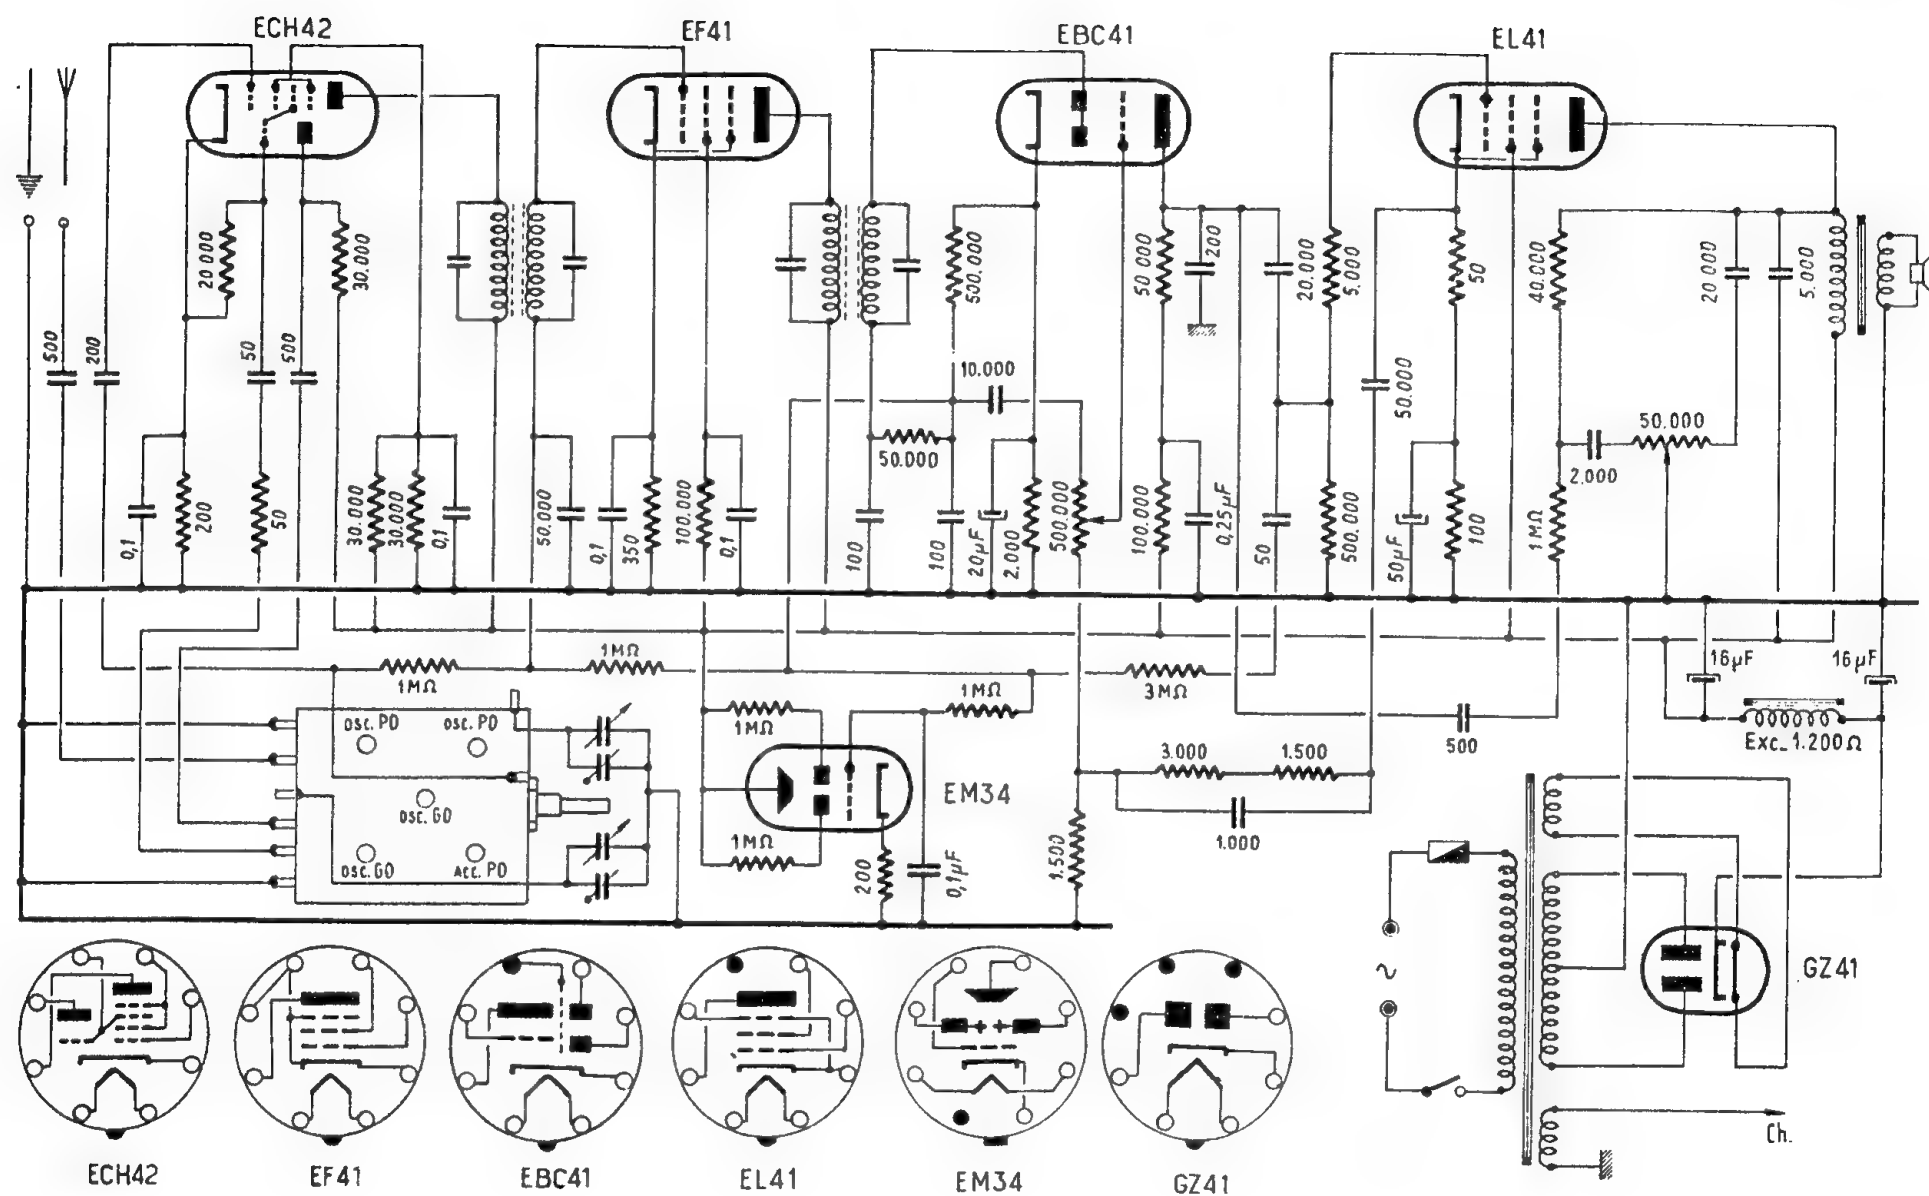 ECH42
EF41
EBC41
EL41
20.000
30.000
500.000
50.000
200
20.000
5.000
50
40.000
20.000
5.000
500
200
50
500
10.000
50.000
50.000
50.000
2.000
0,1
200
50
30.000
30.000
0,1
50.000
0,1
350
100.000
0,1
100
100
20µF
2.000
500.000
100.000
0,25µF
50
500.000
50µF
100
1MΩ
1MΩ
1MΩ
1MΩ
3MΩ
16µF
16µF
OSC. PO
OSC. PO
OSC. GO
OSC. GO
ACC. PO
1MΩ
1MΩ
EM34
200
0,1µF
1.500
3.000
1.500
1.000
500
Exc_1.200Ω
GZ41
Ch.
ECH42
EF41
EBC41
EL41
EM34
GZ41